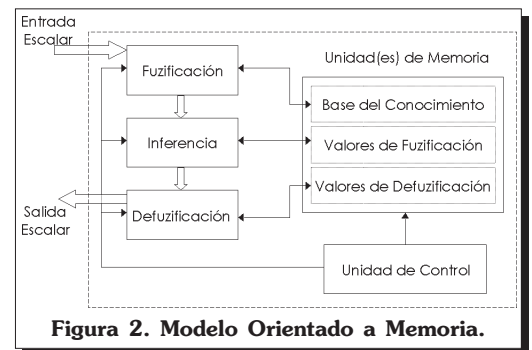 Entrada
Escalar
Unidad(es) de Memoria
Fuzificación
Base del Conocimiento
Inferencia
Valores de Fuzificación
Valores de Defuzificación
Salida
Escalar
Defuzificación
Unidad de Control
Figura 2. Modelo Orientado a Memoria.